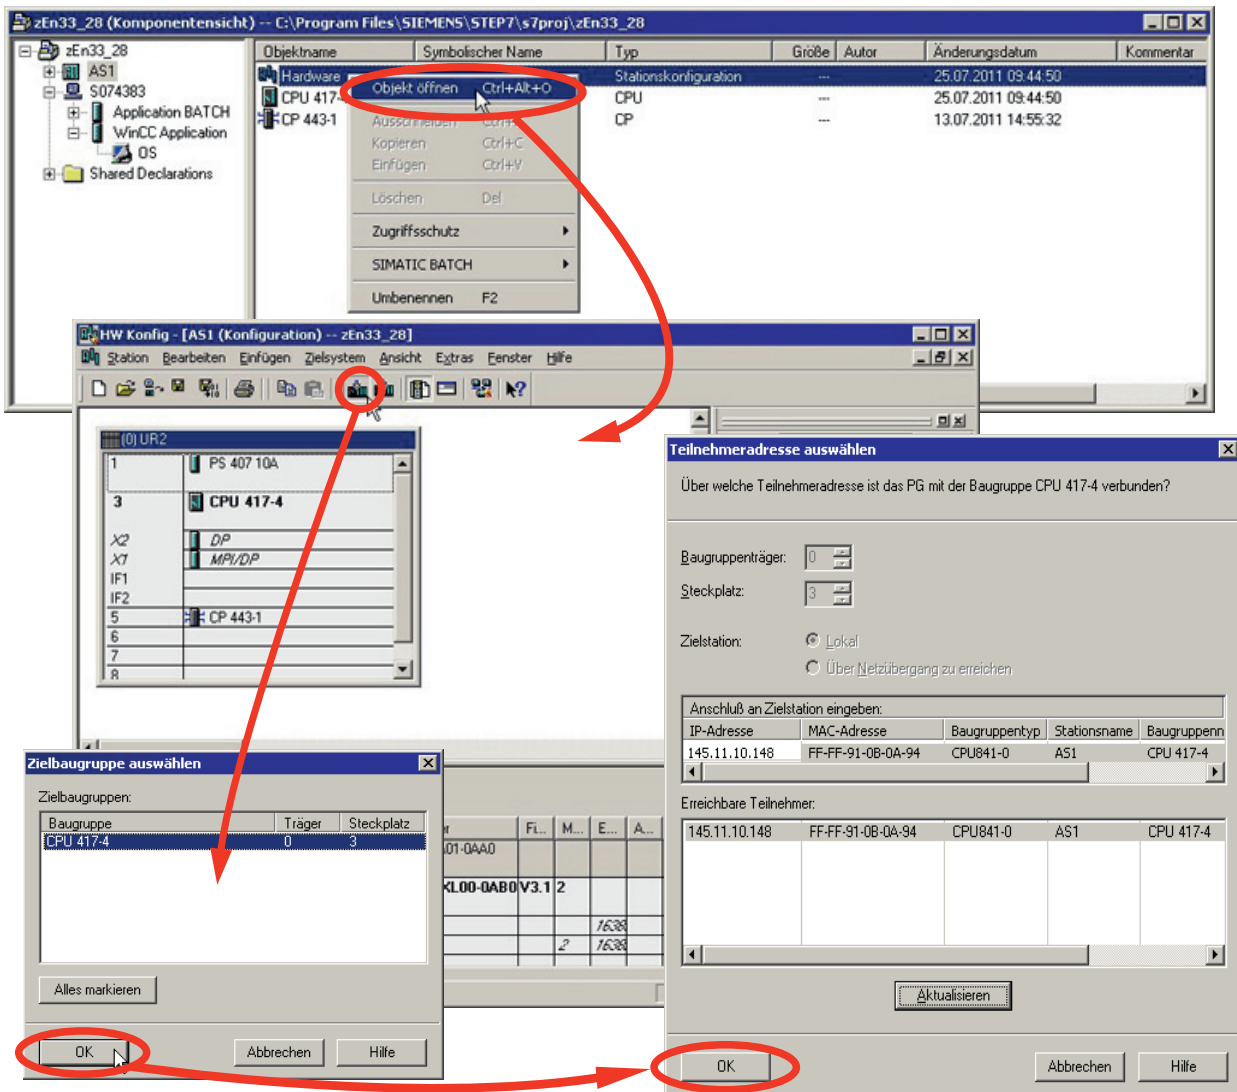 zEn33_28 (Komponentensicht) -- C:\Program Files\SIEMENS\STEP7\s7proj\zEn33_28
zEn33_28
AS1
S074383
Application BATCH
WinCC Application
OS
Shared Declarations
Objektname Symbolischer Name Typ Größe Autor Änderungsdatum Kommentar
Hardware Stationskonfiguration --- 25.07.2011 09:44:50
CPU 417-4 CPU --- 25.07.2011 09:44:50
CP 443-1 CP --- 13.07.2011 14:55:32
Objekt öffnen Ctrl+Alt+O
Ausschneiden
Kopieren Ctrl+C
Einfügen Ctrl+V
Löschen Del
Zugriffsschutz
SIMATIC BATCH
Umbenennen F2
HW Konfig - [AS1 (Konfiguration) -- zEn33_28]
Station Bearbeiten Einfügen Zielsystem Ansicht Extras Fenster Hilfe
(0) UR2
1 PS 407 10A
3 CPU 417-4
X2 DP
X1 MPI/DP
IF1
IF2
5 CP 443-1
6
7
8
Fi... M... E... A...
01-0AA0
KL00-0AB0 V3.1 2
1638
2 1638
Zielbaugruppe auswählen
Zielbaugruppen:
Baugruppe Träger Steckplatz
CPU 417-4 0 3
Alles markieren
OK Abbrechen Hilfe
Teilnehmeradresse auswählen
Über welche Teilnehmeradresse ist das PG mit der Baugruppe CPU 417-4 verbunden?
Baugruppenträger: 0
Steckplatz: 3
Zielstation: Lokal
Über Netzübergang zu erreichen
Anschluß an Zielstation eingeben:
IP-Adresse MAC-Adresse Baugruppentyp Stationsname Baugruppenn
145.11.10.148 FF-FF-91-0B-0A-94 CPU841-0 AS1 CPU 417-4
Erreichbare Teilnehmer:
145.11.10.148 FF-FF-91-0B-0A-94 CPU841-0 AS1 CPU 417-4
Aktualisieren
OK Abbrechen Hilfe